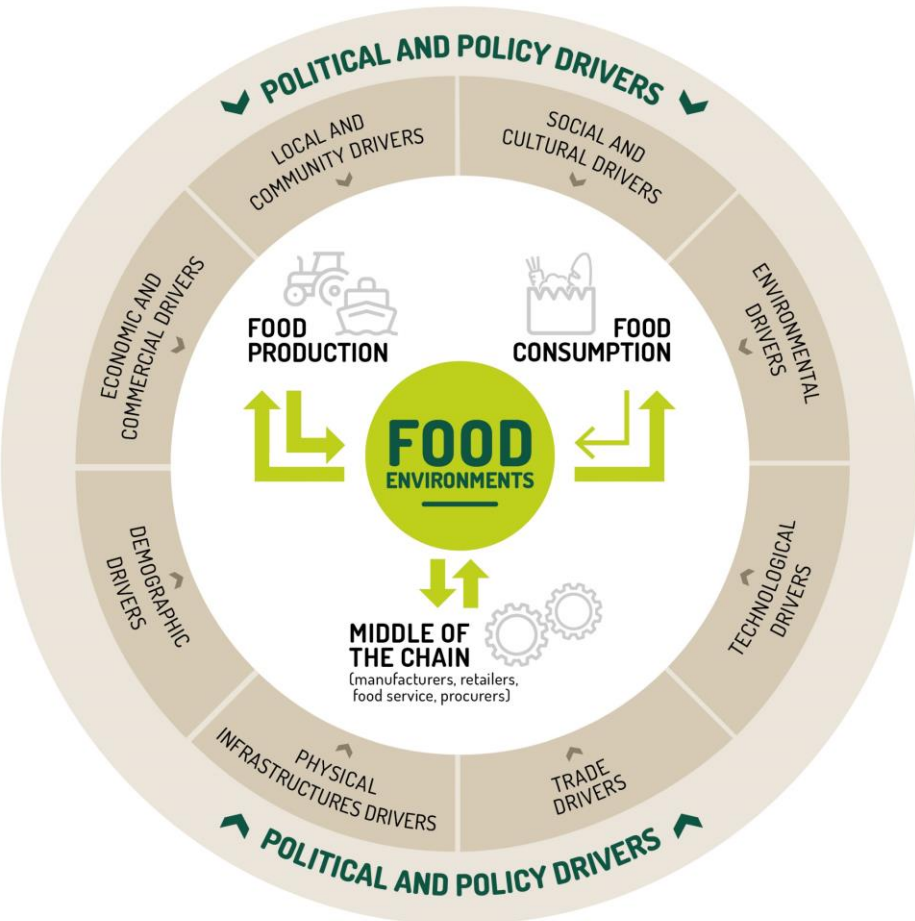 POLITICAL AND POLICY DRIVERS
LOCAL AND
COMMUNITY DRIVERS
SOCIAL AND
CULTURAL DRIVERS
ECONOMIC AND
COMMERCIAL DRIVERS
ENVIRONMENTAL
DRIVERS
FOOD
PRODUCTION
FOOD
CONSUMPTION
FOOD
ENVIRONMENTS
DEMOGRAPHIC
DRIVERS
TECHNOLOGICAL
DRIVERS
MIDDLE OF
THE CHAIN
(manufacturers, retailers,
food service, procurers)
PHYSICAL
INFRASTRUCTURES DRIVERS
TRADE
DRIVERS
POLITICAL AND POLICY DRIVERS